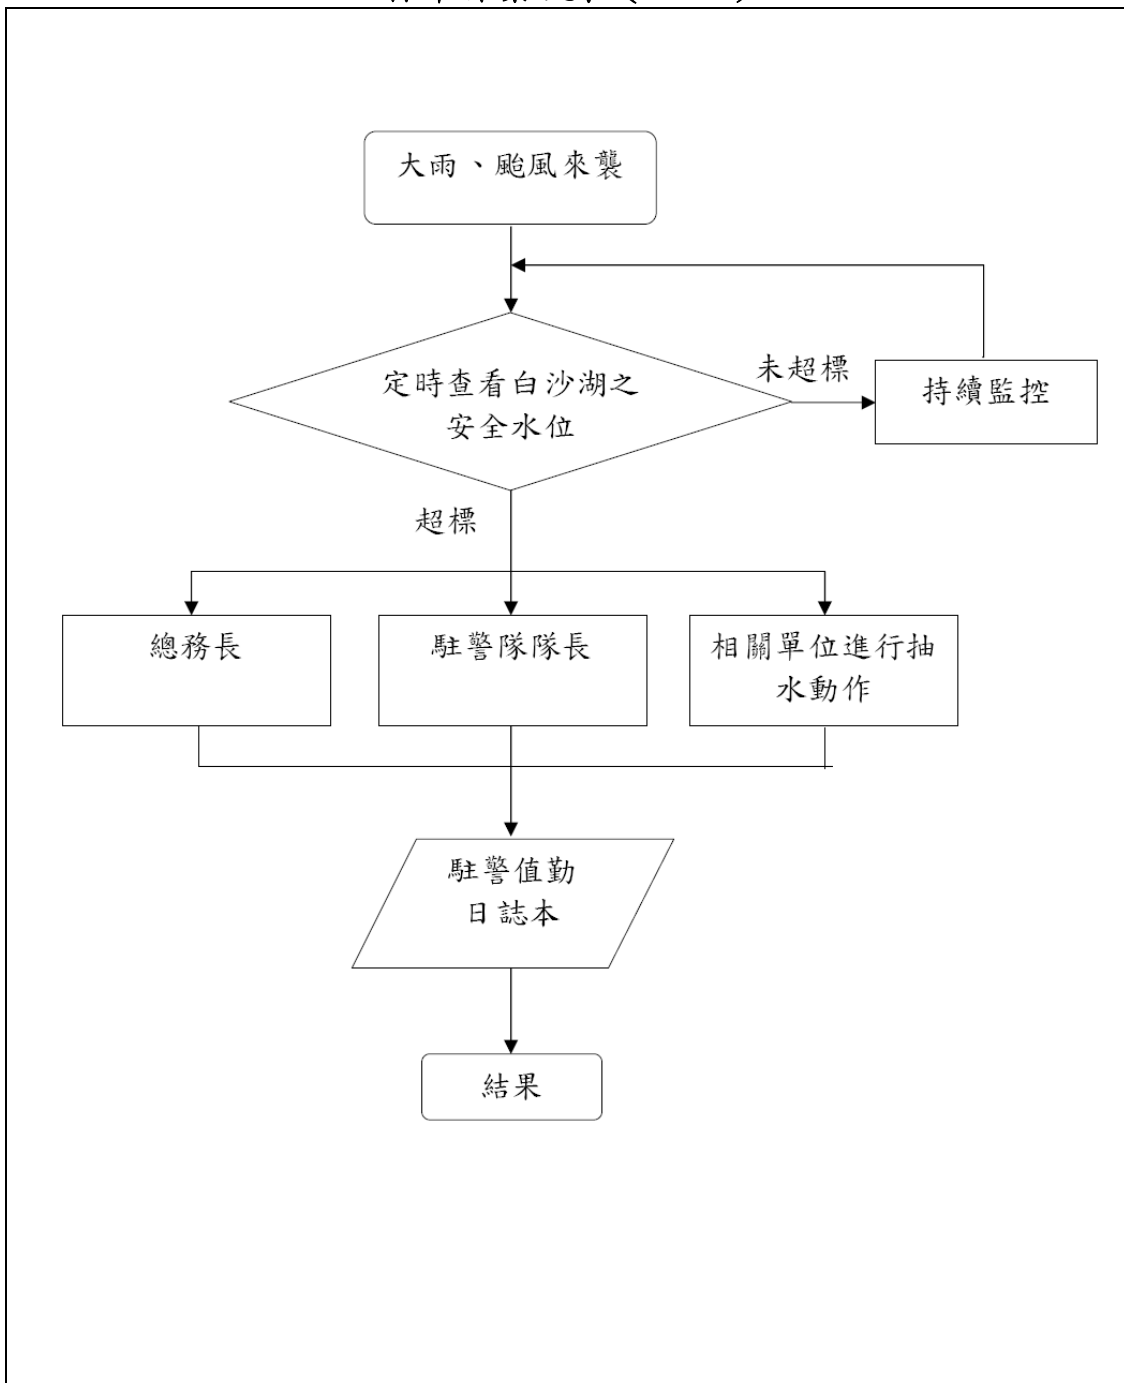 大雨、颱風來襲
定時查看白沙湖之
安全水位
未超標
持續監控
超標
總務長
駐警隊隊長
相關單位進行抽
水動作
駐警值勤
日誌本
結果